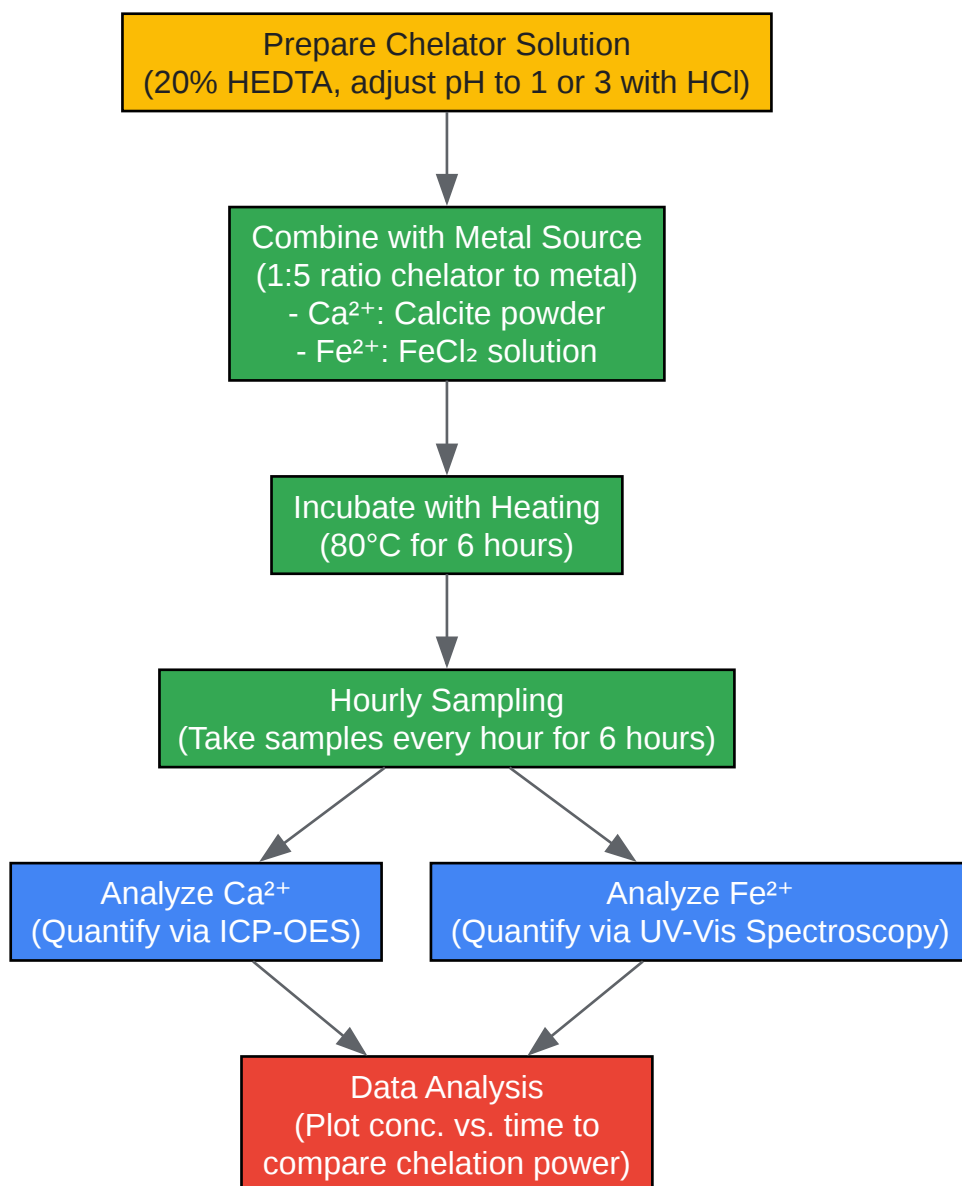 Prepare Chelator Solution
(20% HEDTA, adjust pH to 1 or 3 with HCl)
Combine with Metal Source
(1:5 ratio chelator to metal)
- Ca²⁺: Calcite powder
- Fe²⁺: FeCl₂ solution
Incubate with Heating
(80°C for 6 hours)
Hourly Sampling
(Take samples every hour for 6 hours)
Analyze Ca²⁺
(Quantify via ICP-OES)
Analyze Fe²⁺
(Quantify via UV-Vis Spectroscopy)
Data Analysis
(Plot conc. vs. time to
compare chelation power)